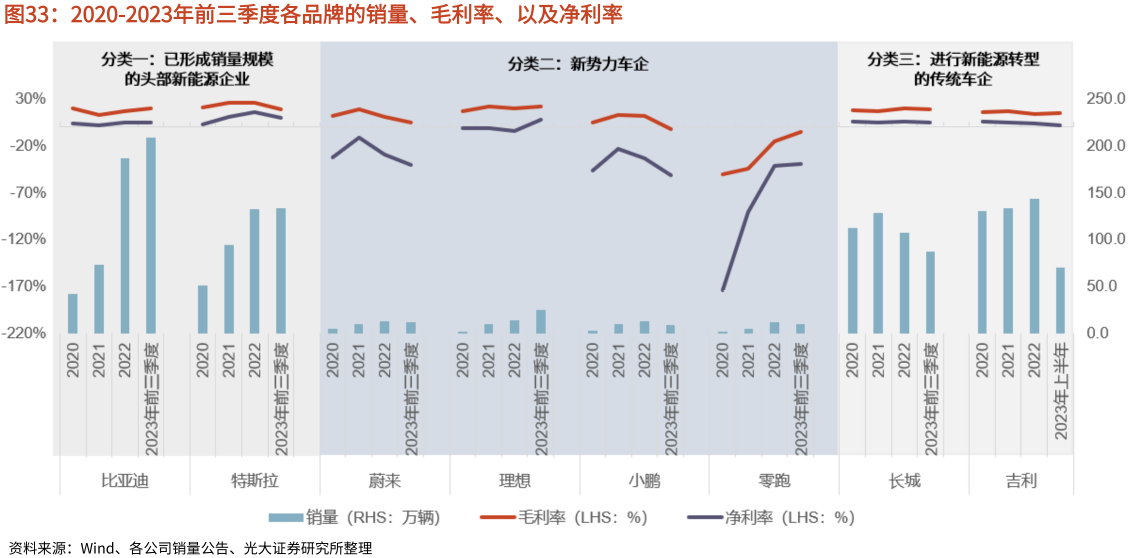 图33：2020-2023年前三季度各品牌的销量、毛利率、以及净利率
分类一：已形成销量规模
的头部新能源企业
分类二：新势力车企
分类三：进行新能源转型
的传统车企
30%
-20%
-70%
-120%
-170%
-220%
250.0
200.0
150.0
100.0
50.0
0.0
2020 2021 2022 2023年前三季度 2020 2021 2022 2023年前三季度 2020 2021 2022 2023年前三季度 2020 2021 2022 2023年前三季度 2020 2021 2022 2023年前三季度 2020 2021 2022 2023年前三季度 2020 2021 2022 2023年前三季度 2020 2021 2022 2023年上半年
比亚迪 特斯拉 蔚来 理想 小鹏 零跑 长城 吉利
销量（RHS：万辆） 毛利率（LHS：%） 净利率（LHS：%）
资料来源：Wind、各公司销量公告、光大证券研究所整理